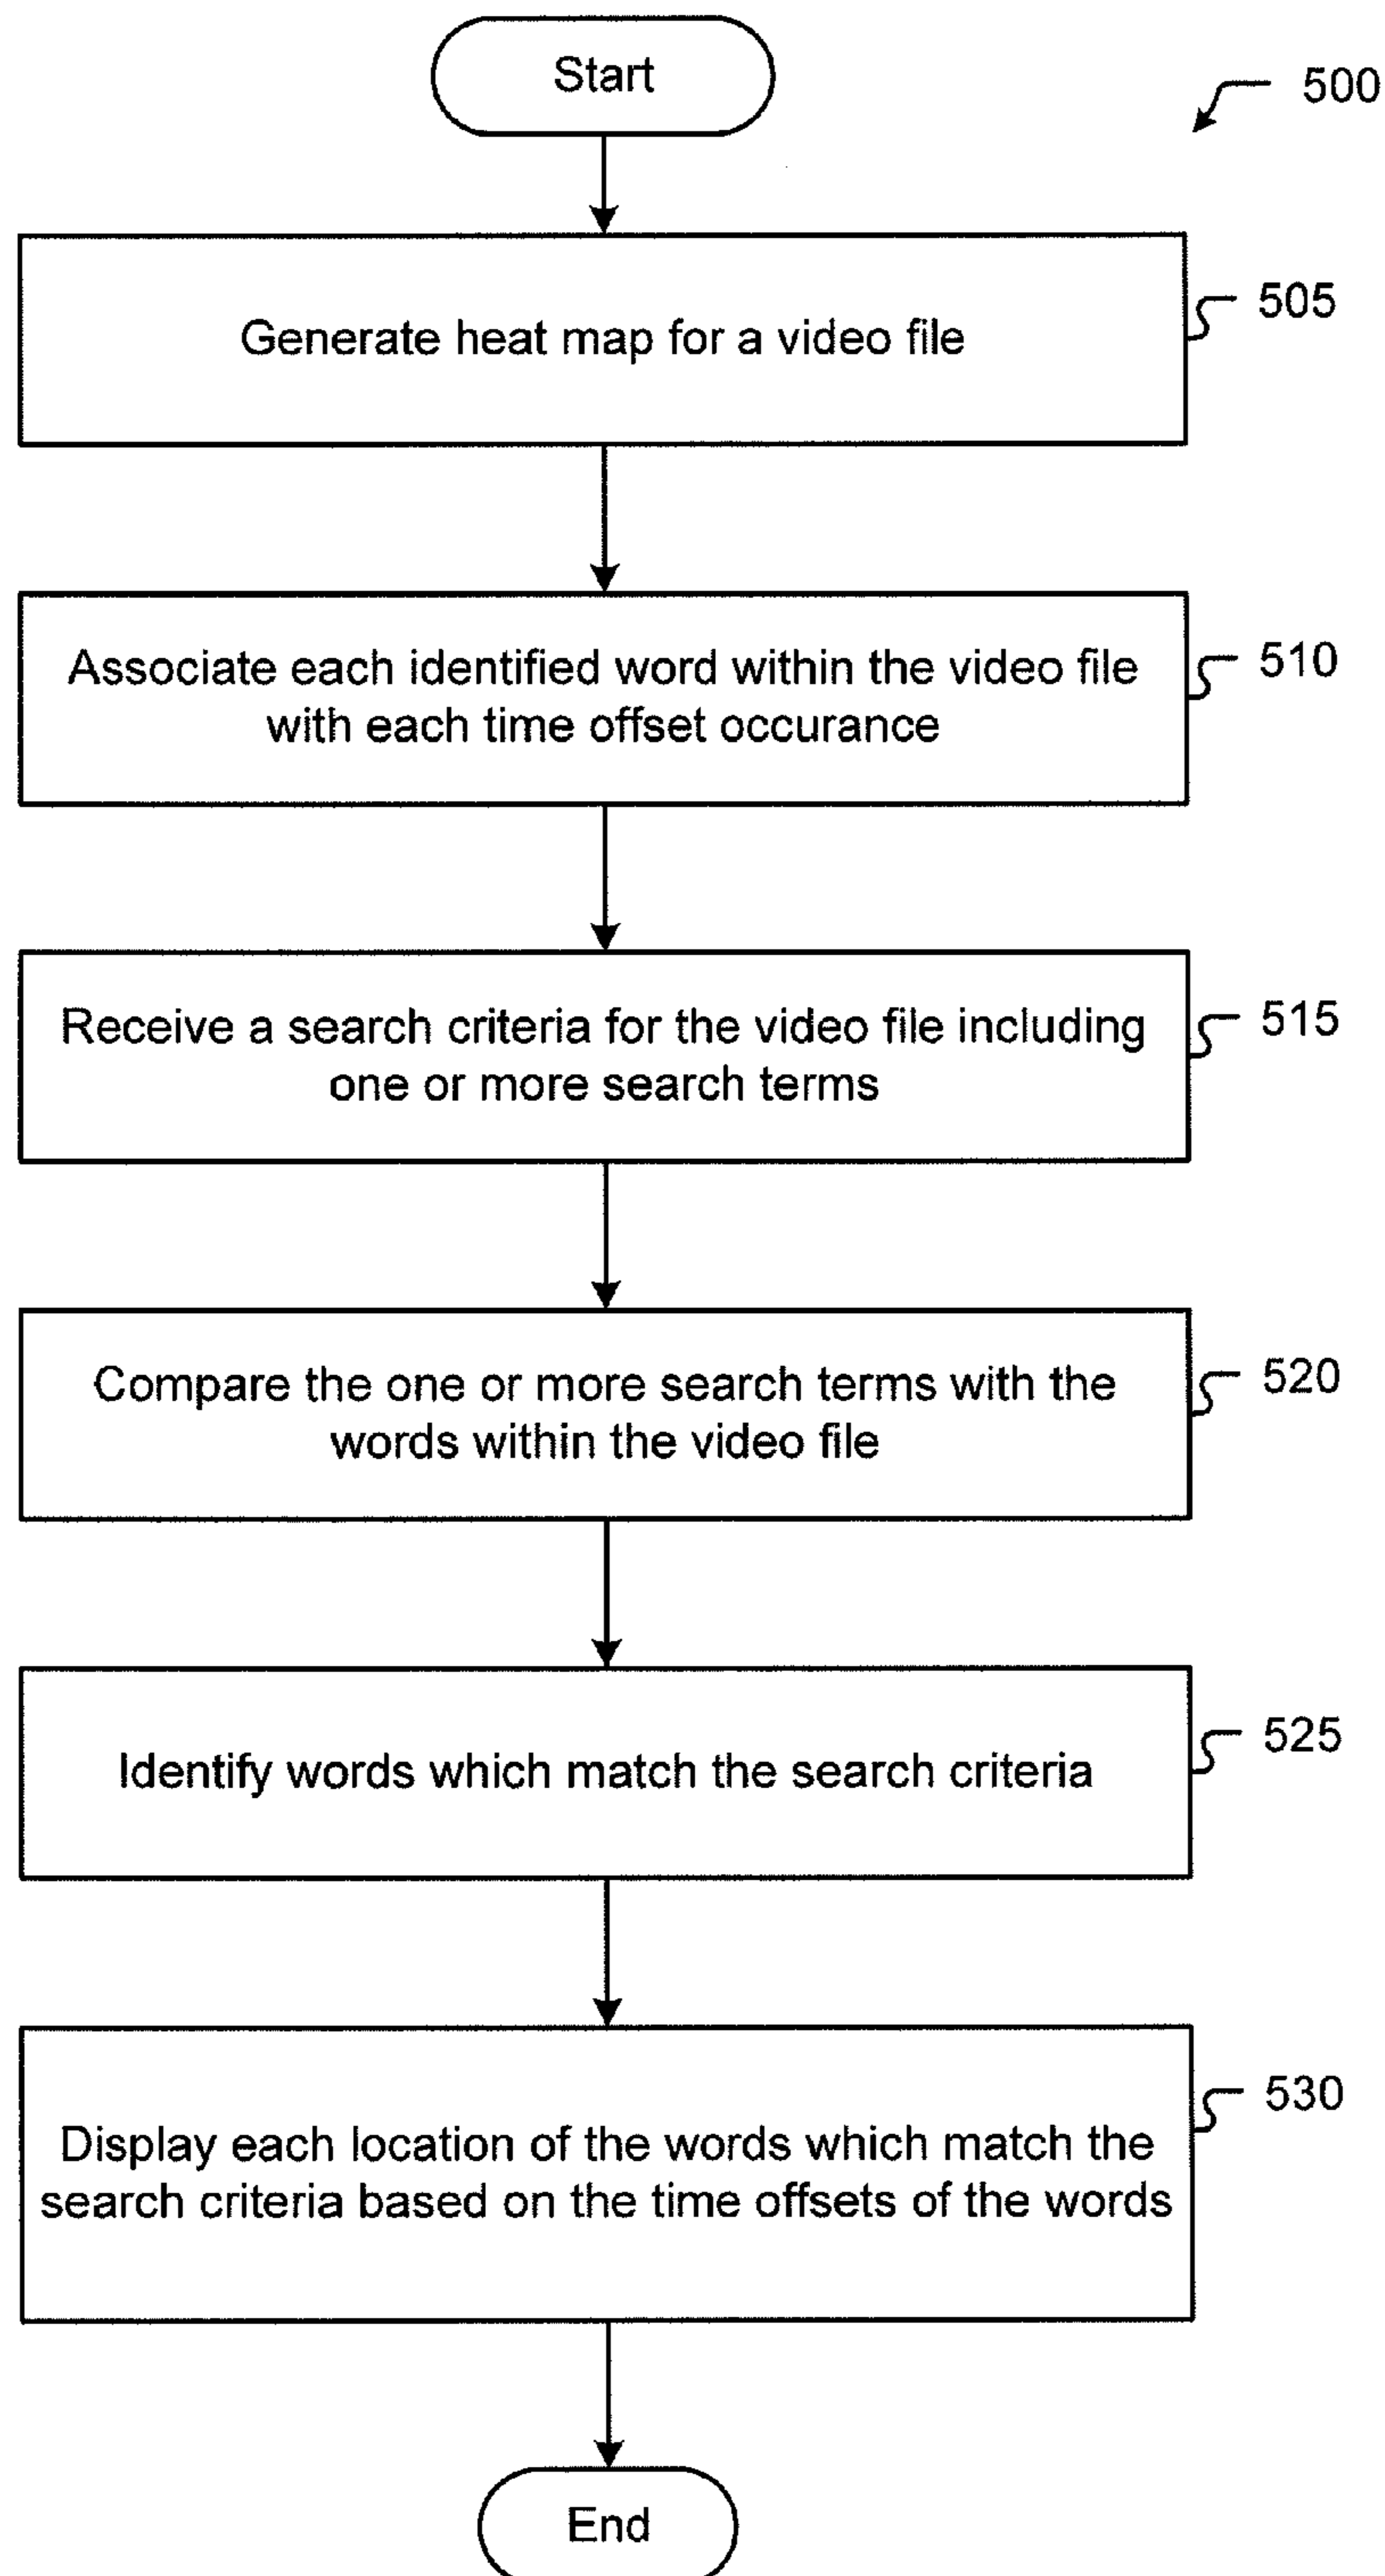 Start
500
Generate heat map for a video file
505
Associate each identified word within the video file
with each time offset occurance
510
Receive a search criteria for the video file including
one or more search terms
515
Compare the one or more search terms with the
words within the video file
520
Identify words which match the search criteria
525
Display each location of the words which match the
search criteria based on the time offsets of the words
530
End